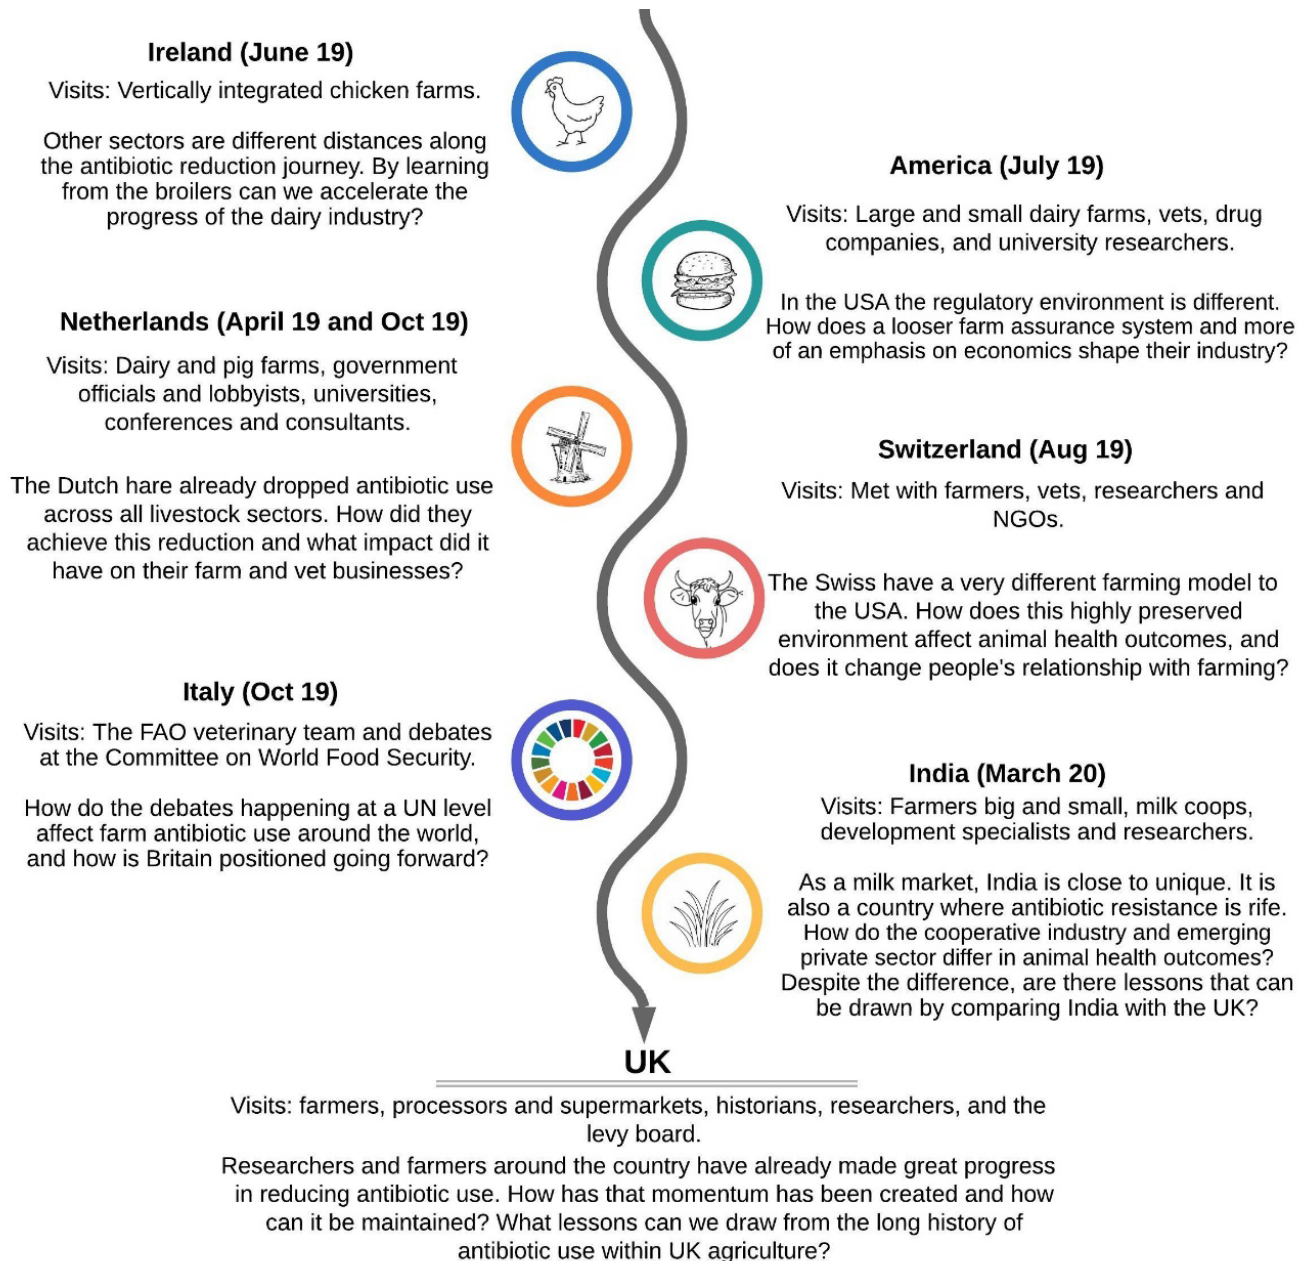 Ireland (June 19)
Visits: Vertically integrated chicken farms.
Other sectors are different distances along
the antibiotic reduction journey. By learning
from the broilers can we accelerate the
progress of the dairy industry?
America (July 19)
Visits: Large and small dairy farms, vets, drug
companies, and university researchers.
In the USA the regulatory environment is different.
How does a looser farm assurance system and more
of an emphasis on economics shape their industry?
Netherlands (April 19 and Oct 19)
Visits: Dairy and pig farms, government
officials and lobbyists, universities,
conferences and consultants.
The Dutch hare already dropped antibiotic use
across all livestock sectors. How did they
achieve this reduction and what impact did it
have on their farm and vet businesses?
Switzerland (Aug 19)
Visits: Met with farmers, vets, researchers and
NGOs.
The Swiss have a very different farming model to
the USA. How does this highly preserved
environment affect animal health outcomes, and
does it change people's relationship with farming?
Italy (Oct 19)
Visits: The FAO veterinary team and debates
at the Committee on World Food Security.
How do the debates happening at a UN level
affect farm antibiotic use around the world,
and how is Britain positioned going forward?
India (March 20)
Visits: Farmers big and small, milk coops,
development specialists and researchers.
As a milk market, India is close to unique. It is
also a country where antibiotic resistance is rife.
How do the cooperative industry and emerging
private sector differ in animal health outcomes?
Despite the difference, are there lessons that can
be drawn by comparing India with the UK?
UK
Visits: farmers, processors and supermarkets, historians, researchers, and the
levy board.
Researchers and farmers around the country have already made great progress
in reducing antibiotic use. How has that momentum has been created and how
can it be maintained? What lessons can we draw from the long history of
antibiotic use within UK agriculture?